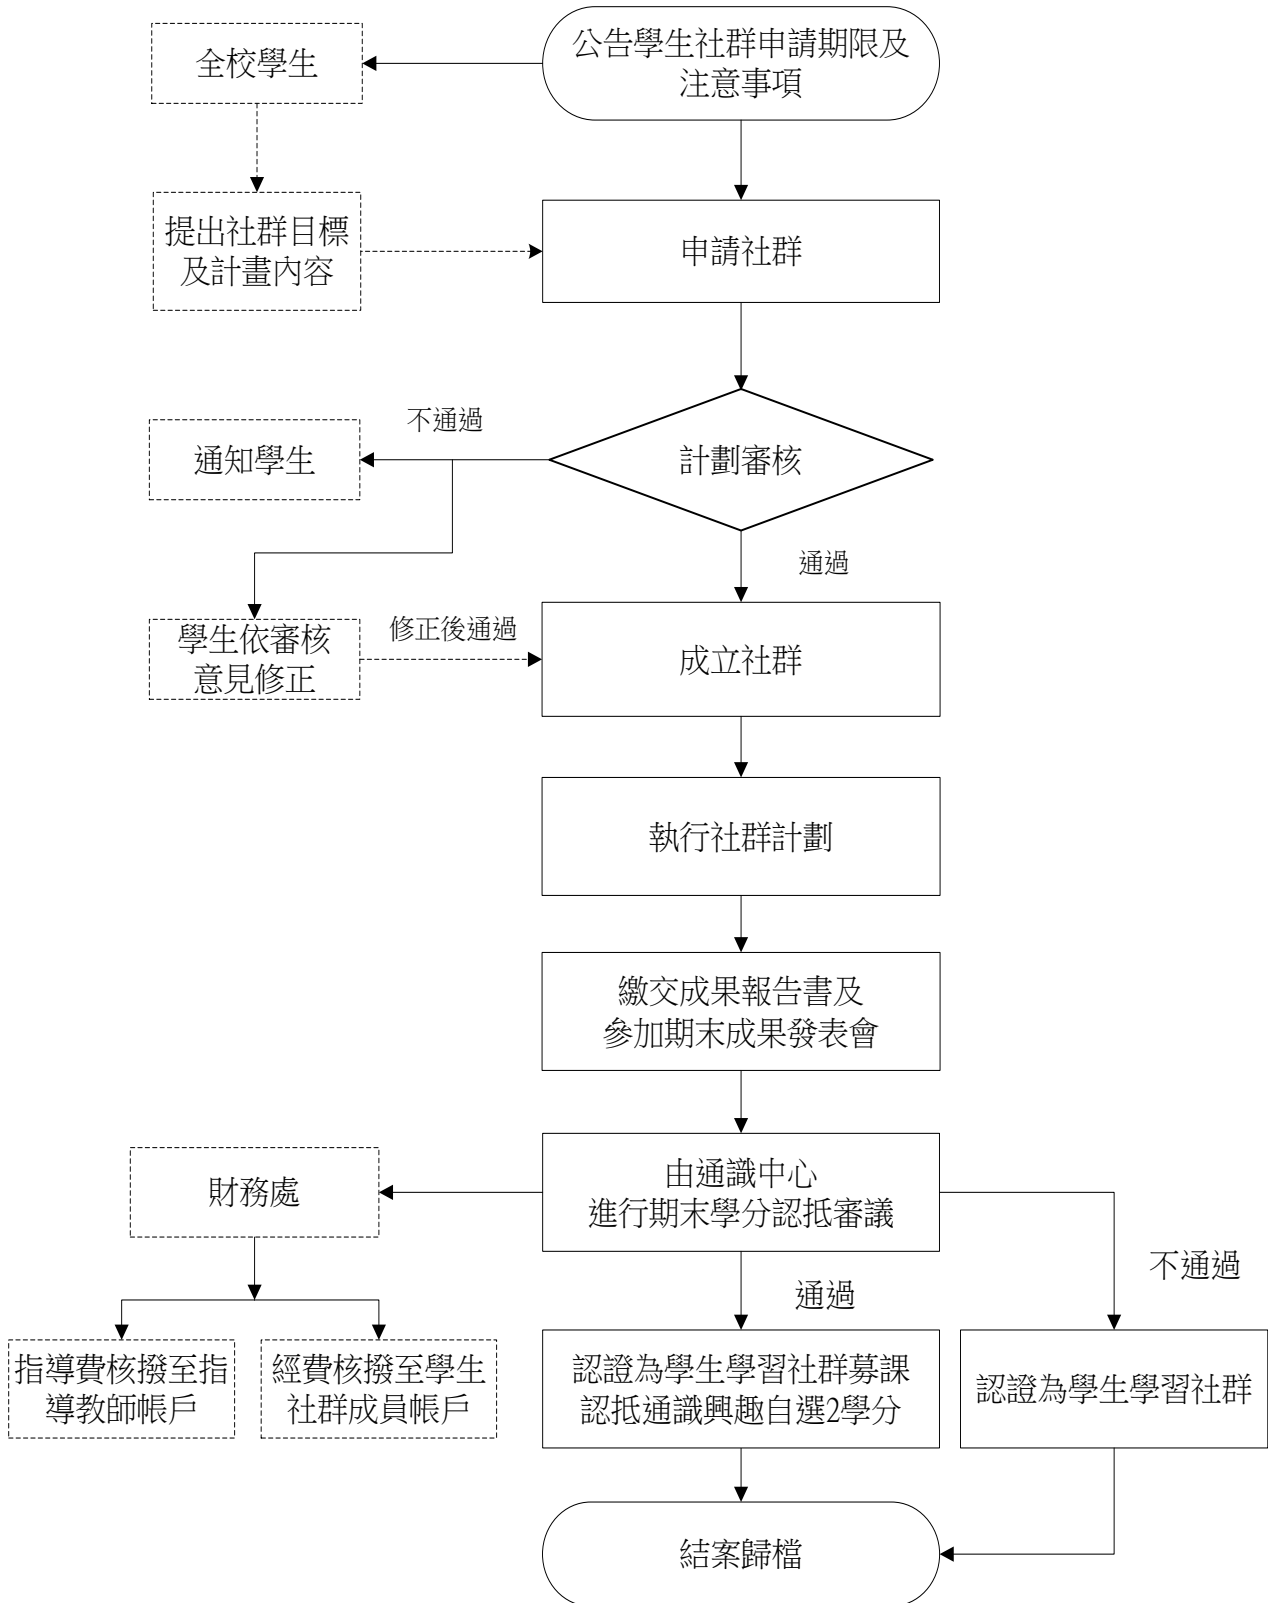 公告學生社群申請期限及
注意事項
全校學生
提出社群目標
及計畫內容
申請社群
不通過
通知學生
計劃審核
通過
學生依審核
意見修正
修正後通過
成立社群
執行社群計劃
繳交成果報告書及
參加期末成果發表會
財務處
由通識中心
進行期末學分認抵審議
不通過
通過
指導費核撥至指
導教師帳戶
經費核撥至學生
社群成員帳戶
認證為學生學習社群募課
認抵通識興趣自選2學分
認證為學生學習社群
結案歸檔